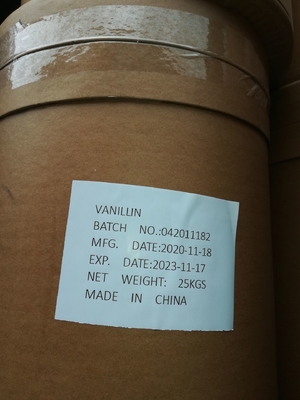 VANILLIN
BATCH NO.:042011182
MFG. DATE:2020-11-18
EXP. DATE:2023-11-17
NET WEIGHT: 25KGS
MADE IN CHINA